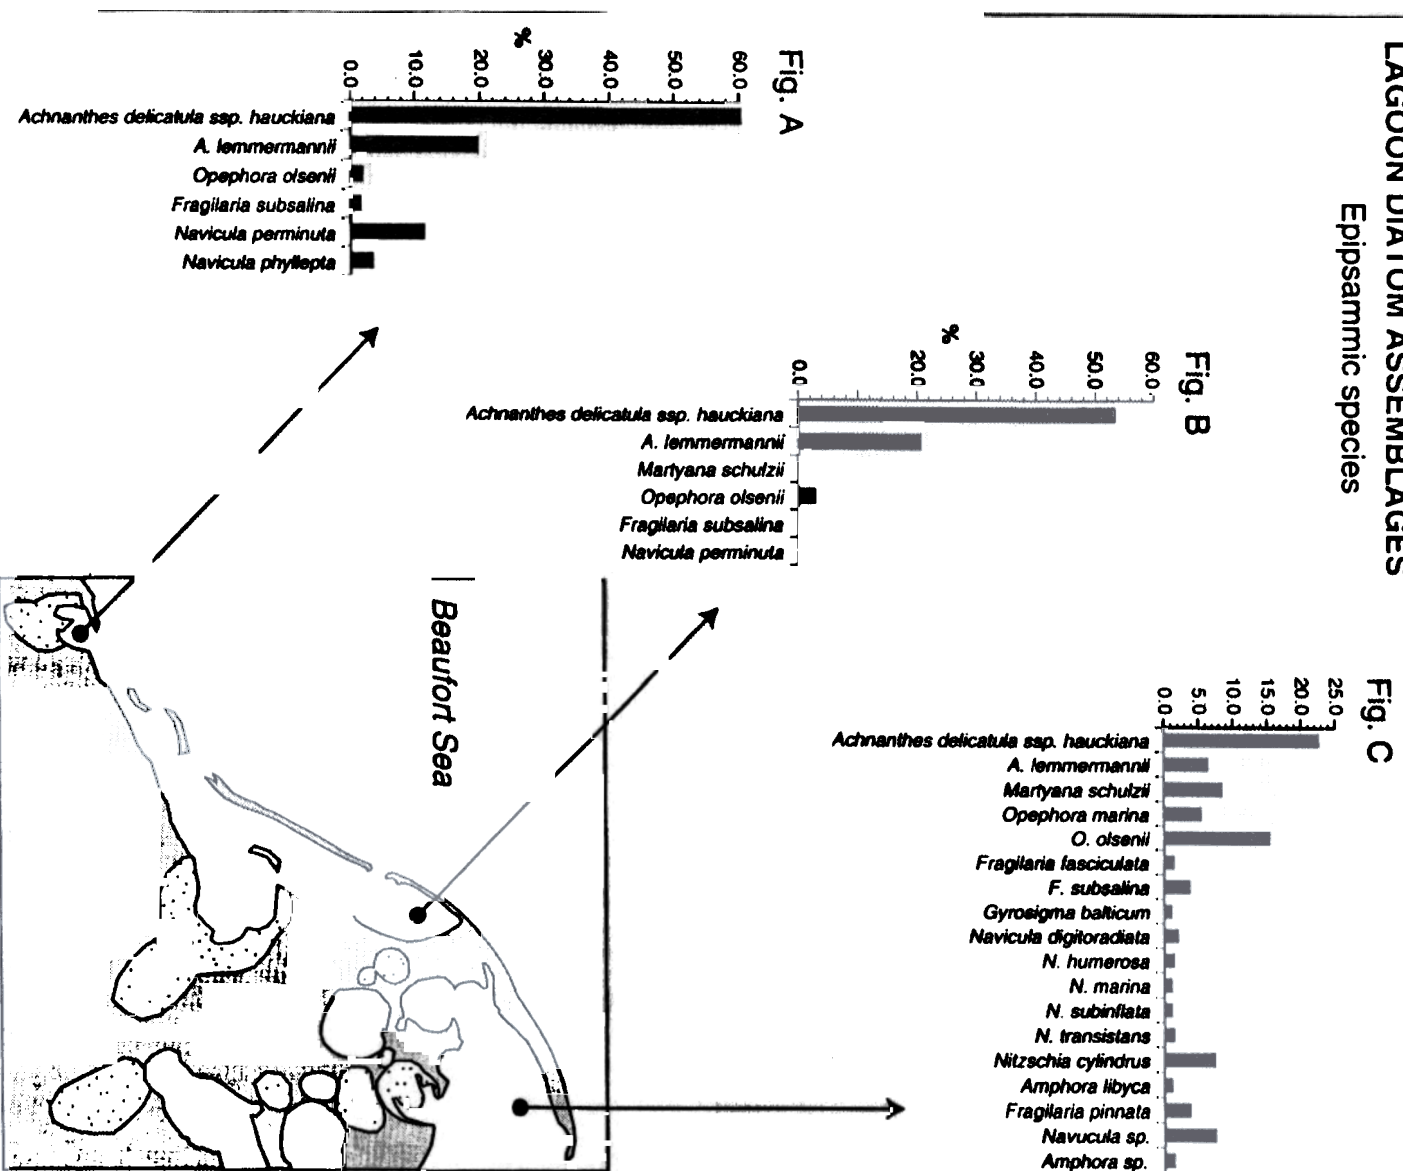 LAGOON DIATOM ASSEMBLAGES
Epipsammic species
Fig. A
%
0.0
10.0
20.0
30.0
40.0
50.0
60.0
Achnanthes delicatula ssp. hauckiana
A. lemmermannii
Opephora olsenii
Fragilaria subsalina
Navicula perminuta
Navicula phyllepta
Fig. B
%
0.0
20.0
30.0
40.0
50.0
60.0
Achnanthes delicatula ssp. hauckiana
A. lemmermannii
Martyana schulzii
Opephora olsenii
Fragilaria subsalina
Navicula perminuta
Fig. C
0.0
5.0
10.0
15.0
20.0
25.0
Achnanthes delicatula ssp. hauckiana
A. lemmermannii
Martyana schulzii
Opephora marina
O. olsenii
Fragilaria fasciculata
F. subsalina
Gyrosigma balticum
Navicula digitoradiata
N. humerosa
N. marina
N. subinflata
N. transistans
Nitzschia cylindrus
Amphora libyca
Fragilaria pinnata
Navucula sp.
Amphora sp.
Beaufort Sea